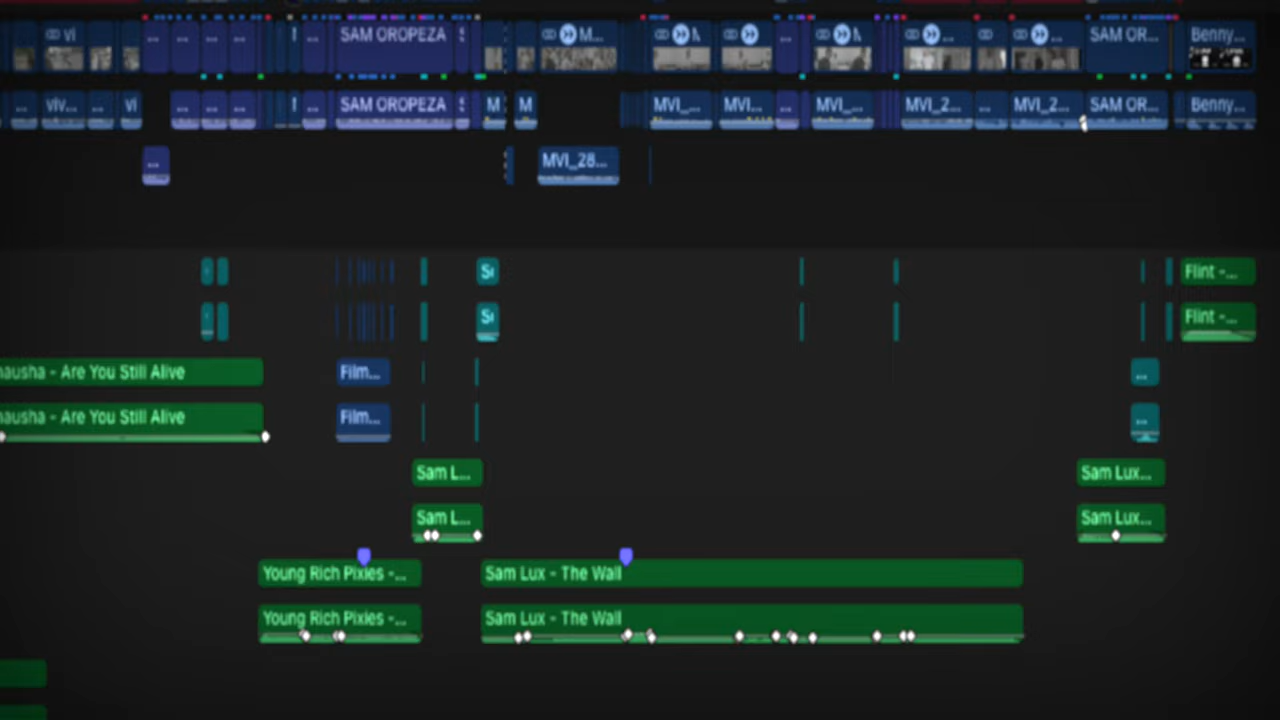 vi SAM OROPEZA S M... M SAM OR... Benny...
viv... vi SAM OROPEZA S M M MVI_... MVI... MVI_... MVI_2... MVI_2... SAM OR... Benny...
MVI_28...
Flint -...
Flint -...
nausha - Are You Still Alive Film...
nausha - Are You Still Alive Film...
Sam L... Sam Lux...
Sam L... Sam Lux...
Young Rich Pixies -... Sam Lux - The Wall
Young Rich Pixies -... Sam Lux - The Wall